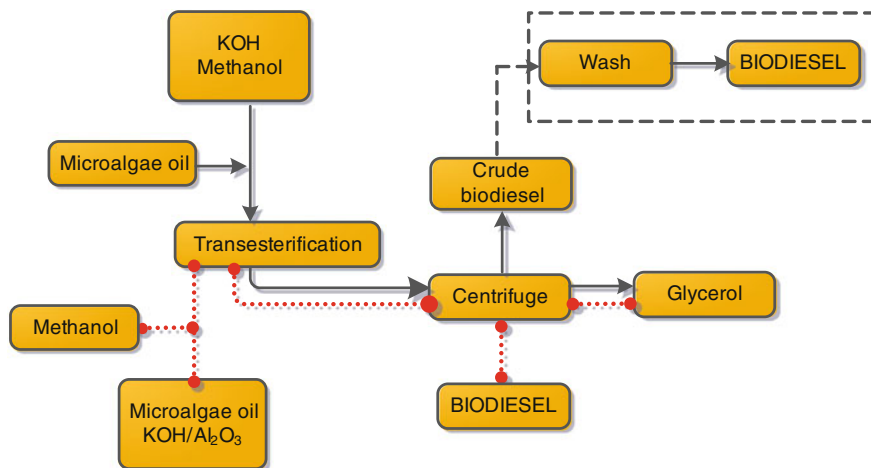 KOH
Methanol
Wash
BIODIESEL
Microalgae oil
Crude
biodiesel
Transesterification
Centrifuge
Glycerol
Methanol
Microalgae oil
KOH/Al₂O₃
BIODIESEL